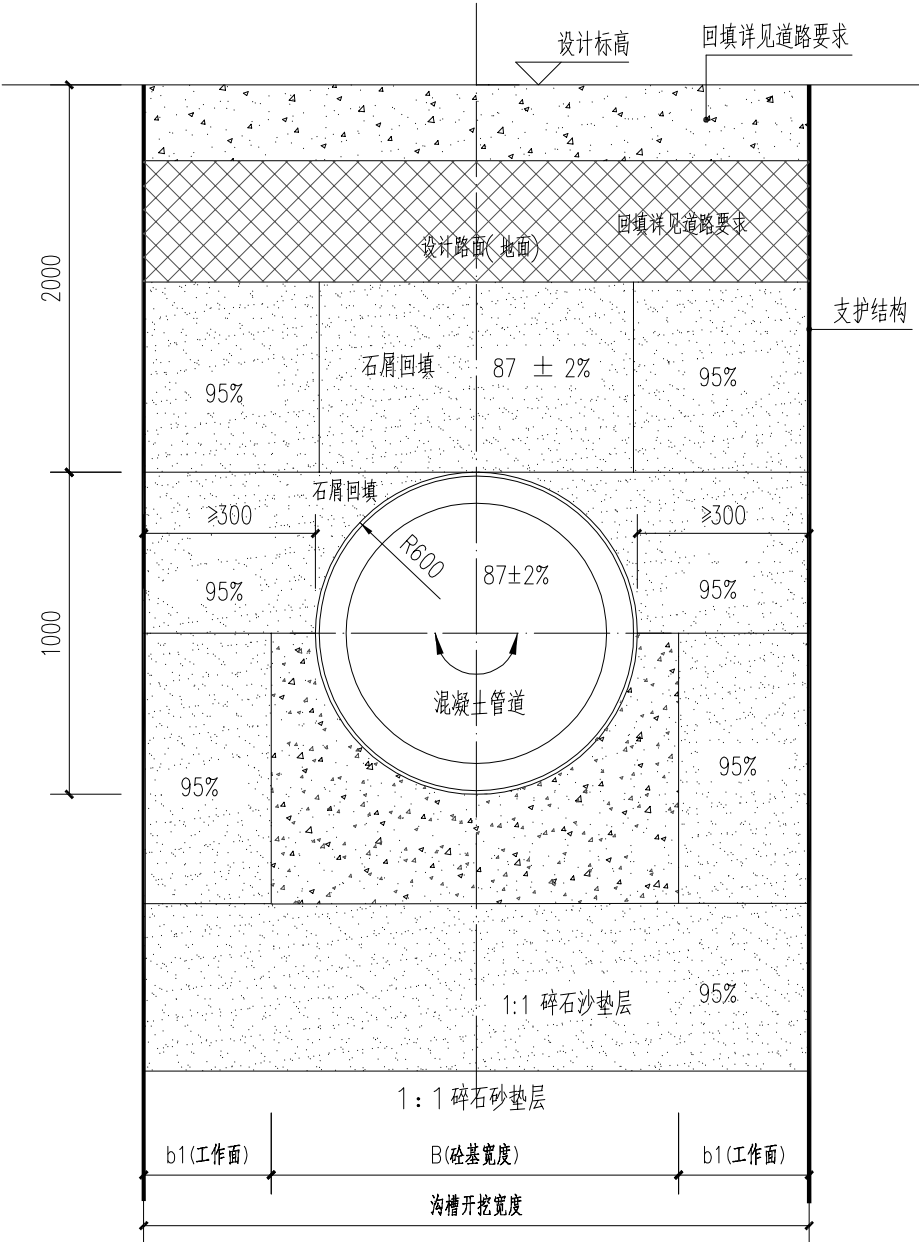 设计标高
回填详见道路要求
回填详见道路要求
设计路面(地面)
2000
支护结构
石屑回填 87 ± 2%
95%
95%
石屑回填
≥300
≥300
R600
87±2%
95%
95%
1000
混凝土管道
95%
95%
1:1 碎石沙垫层
95%
1:1碎石砂垫层
b1(工作面)
B(砼基宽度)
b1(工作面)
沟槽开挖宽度